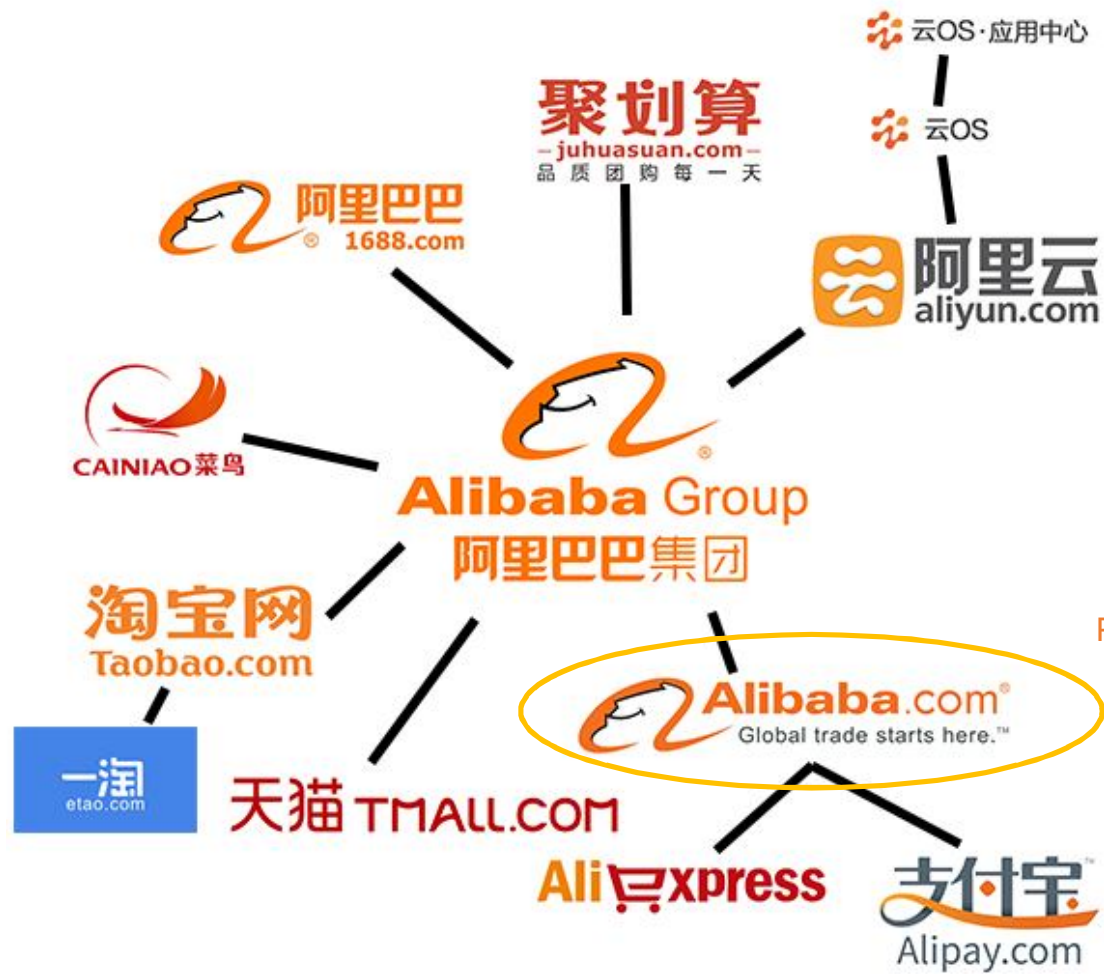 云OS·应用中心
云OS
聚划算
juhuasuan.com
品质团购每一天
阿里巴巴
® 1688.com
阿里云
aliyun.com
CAINIAO菜鸟
®
Alibaba Group
阿里巴巴集团
淘宝网
Taobao.com
Alibaba.com®
Global trade starts here.™
一淘
etao.com
天猫 TMALL.COM
AliExpress
支付宝™
Alipay.com